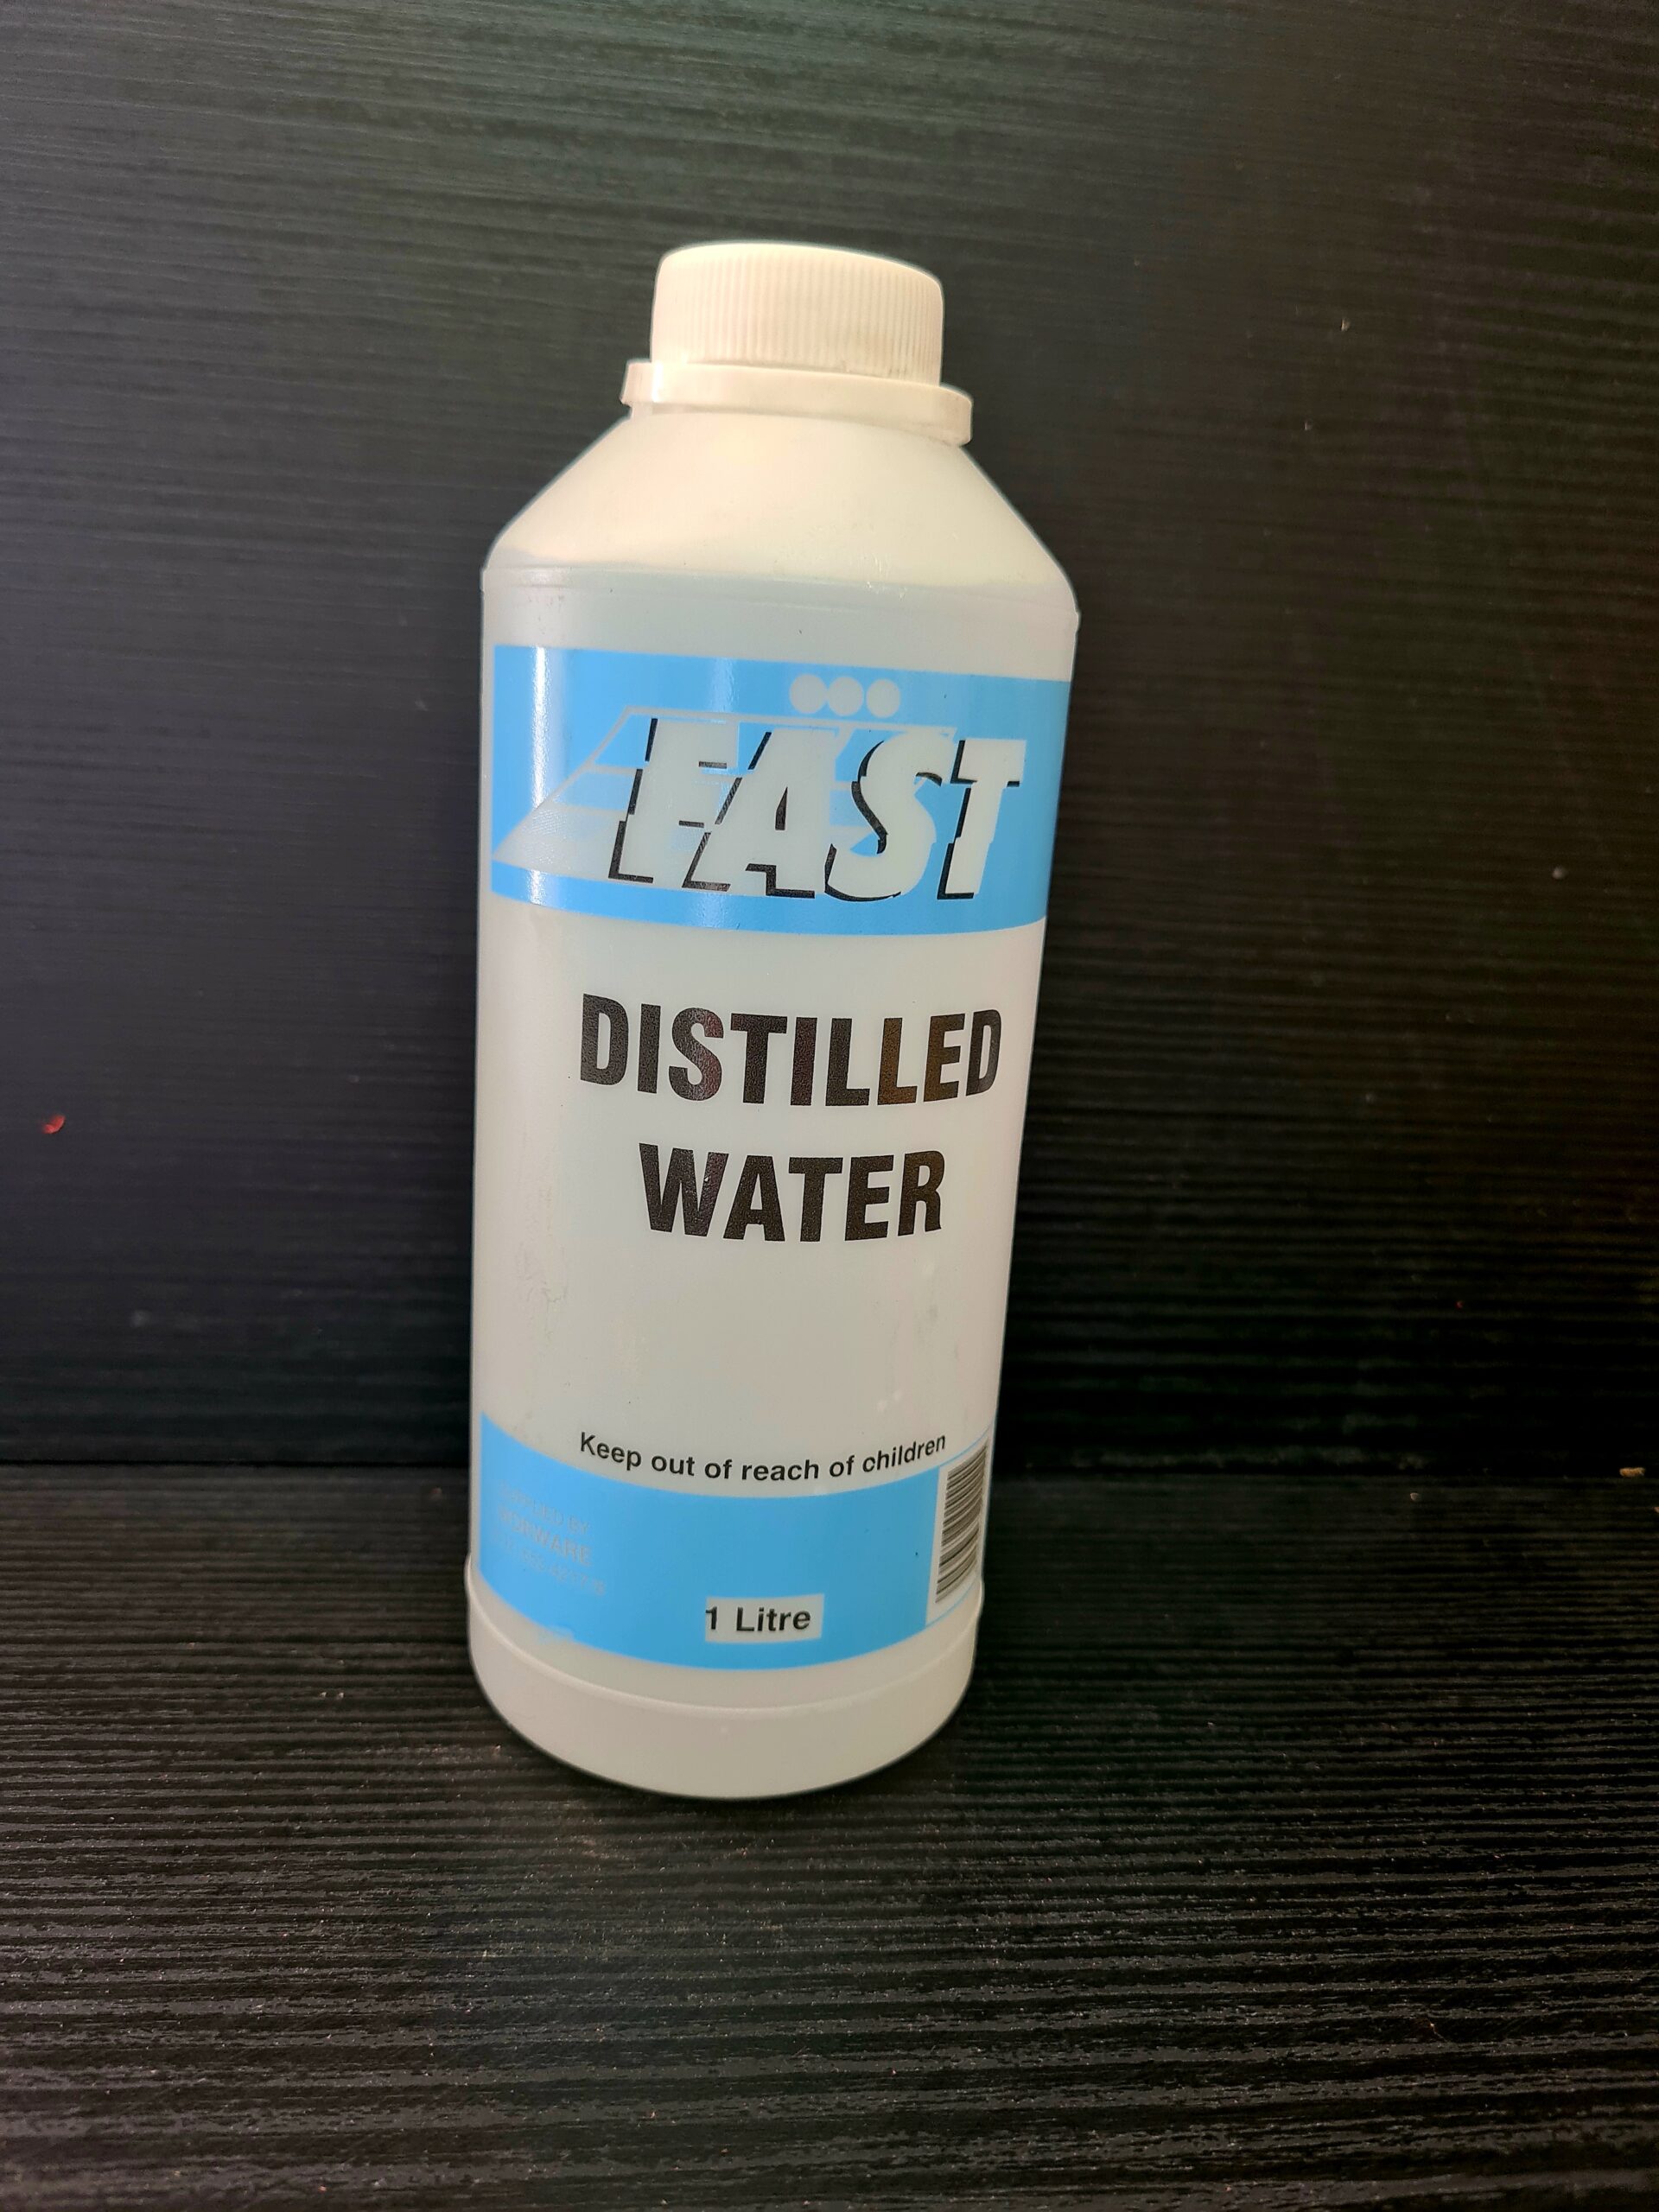 FAST
DISTILLED
WATER
Keep out of reach of children
1 Litre